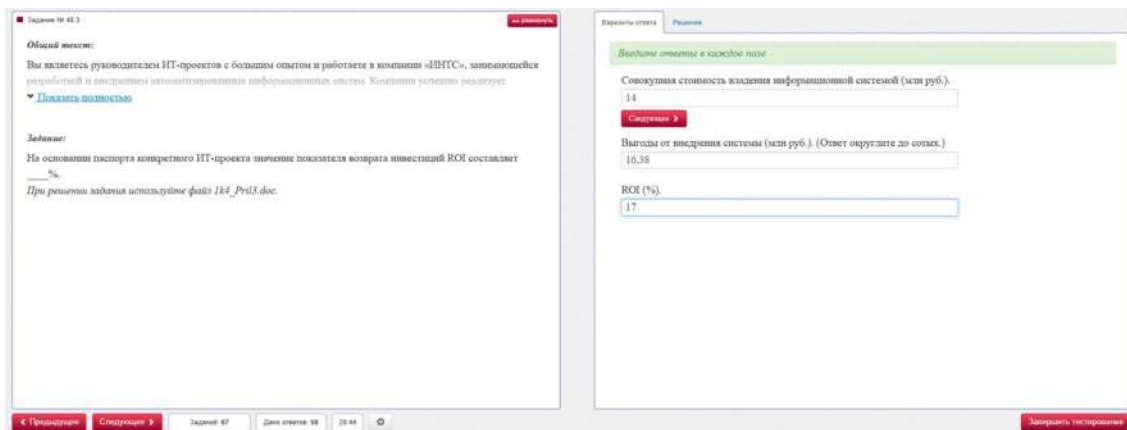 Задание № 48.3
развернуть
Общий текст:
Вы являетесь руководителем ИТ-проектов с большим опытом и работаете в компании «ИНТС», занимающейся
разработкой и внедрением автоматизированных информационных систем. Компания успешно реализует
Показать полностью
Задание:
На основании паспорта конкретного ИТ-проекта значение показателя возврата инвестиций ROI составляет
____%.
При решении задания используйте файл 1k4_Pril3.doc.
Варианты ответа
Решение
Введите ответы в каждое поле
Совокупная стоимость владения информационной системой (млн руб.).
14
Следующее
Выгоды от внедрения системы (млн руб.). (Ответ округлите до сотых.)
16,38
ROI (%).
17
Предыдущее
Следующее
Заданий: 67
Дано ответов: 58
Завершить тестирование